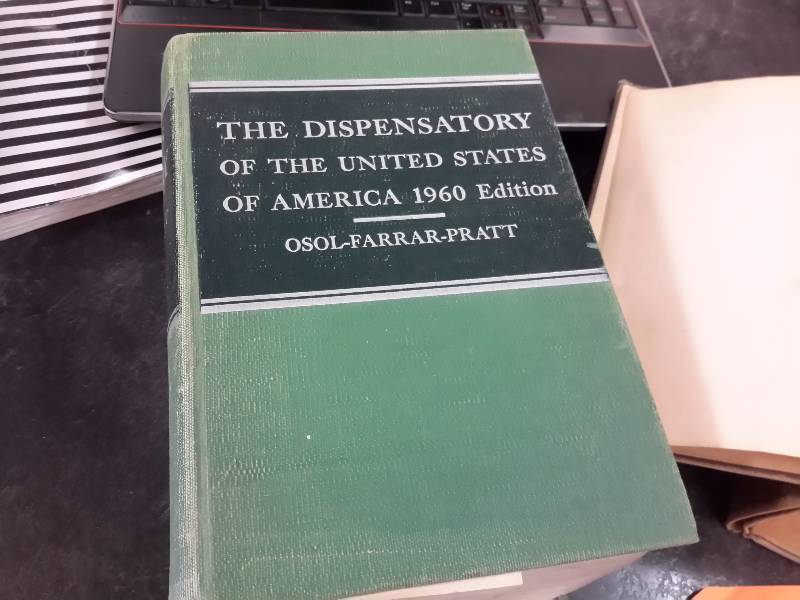 THE DISPENSATORY
OF THE UNITED STATES
OF AMERICA 1960 Edition
OSOL-FARRAR-PRATT